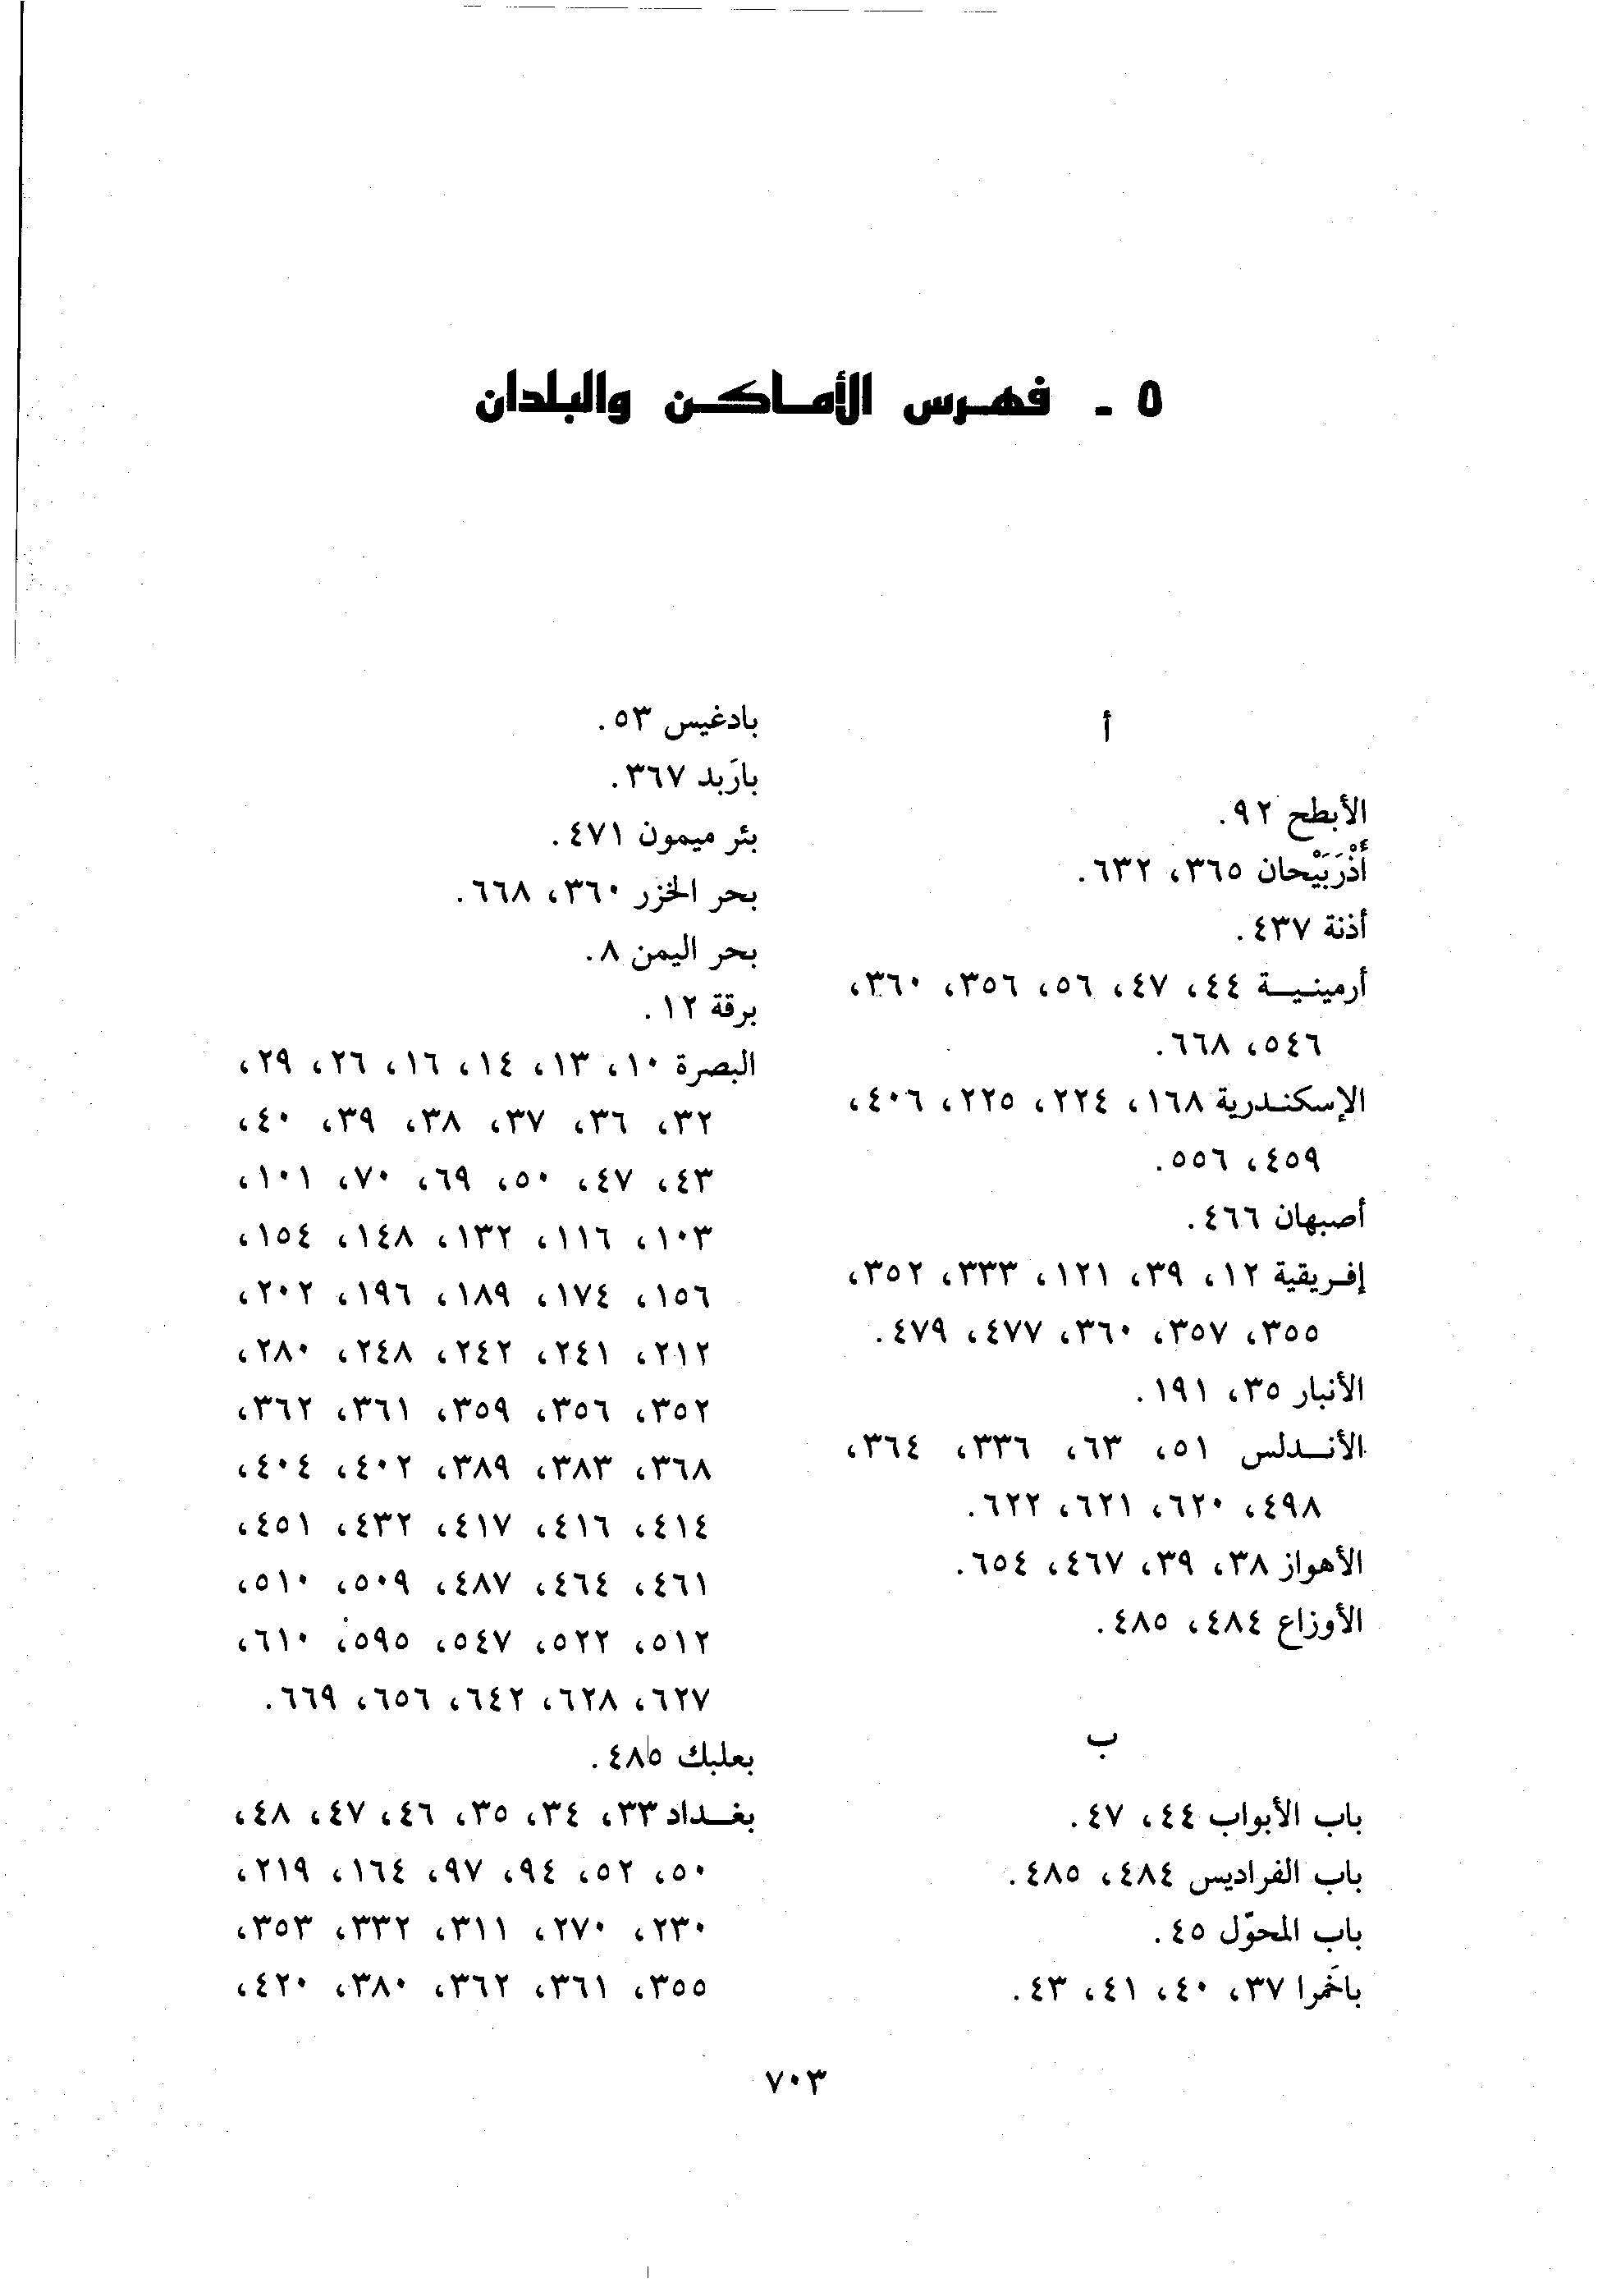 ٥ - فهرس الأماكن والبلدان
أ
الأبطح ٩٢.
أَذْرَبَيْحان ٣٦٥، ٦٣٢.
أذنة ٤٣٧.
أرمينية ٤٤، ٤٧، ٥٦، ٣٥٦، ٣٦٠،
٥٤٦، ٦٦٨.
الإسكندرية ١٦٨، ٢٢٤، ٢٢٥، ٤٠٦،
٤٥٩، ٥٥٦.
أصبهان ٤٦٦.
إفريقية ١٢، ٣٩، ١٢١، ٣٣٣، ٣٥٢،
٣٥٥، ٣٥٧، ٣٦٠، ٤٧٧، ٤٧٩.
الأنبار ٣٥، ١٩١.
الأندلس ٥١، ٦٣، ٣٣٦، ٣٦٤،
٤٩٨، ٦٢٠، ٦٢١، ٦٢٢.
الأهواز ٣٨، ٣٩، ٤٦٧، ٦٥٤.
الأوزاع ٤٨٤، ٤٨٥.
ب
باب الأبواب ٤٤، ٤٧.
باب الفراديس ٤٨٤، ٤٨٥.
باب المحوّل ٤٥.
باخَمرا ٣٧، ٤٠، ٤١، ٤٣.
بادغيس ٥٣.
بارَبد ٣٦٧.
بئر ميمون ٤٧١.
بحر الخزر ٣٦٠، ٦٦٨.
بحر اليمن ٨.
برقة ١٢.
البصرة ١٠، ١٣، ١٤، ١٦، ٢٦، ٢٩،
٣٢، ٣٦، ٣٧، ٣٨، ٣٩، ٤٠،
٤٣، ٤٧، ٥٠، ٦٩، ٧٠، ١٠١،
١٠٣، ١١٦، ١٣٢، ١٤٨، ١٥٤،
١٥٦، ١٧٤، ١٨٩، ١٩٦، ٢٠٢،
٢١٢، ٢٤١، ٢٤٢، ٢٤٨، ٢٨٠،
٣٥٢، ٣٥٦، ٣٥٩، ٣٦١، ٣٦٢،
٣٦٨، ٣٨٣، ٣٨٩، ٤٠٢، ٤٠٤،
٤١٤، ٤١٦، ٤١٧، ٤٣٢، ٤٥١،
٤٦١، ٤٦٤، ٤٨٧، ٥٠٩، ٥١٠،
٥١٢، ٥٢٢، ٥٤٧، ٥٩٥، ٦١٠،
٦٢٧، ٦٢٨، ٦٤٢، ٦٥٦، ٦٦٩.
بعلبك ٤٨٥.
بغداد ٣٣، ٣٤، ٣٥، ٤٦، ٤٧، ٤٨،
٥٠، ٥٢، ٩٤، ٩٧، ١٦٤، ٢١٩،
٢٣٠، ٢٧٠، ٣١١، ٣٣٢، ٣٥٣،
٣٥٥، ٣٦١، ٣٦٢، ٣٨٠، ٤٢٠،
٧٠٣